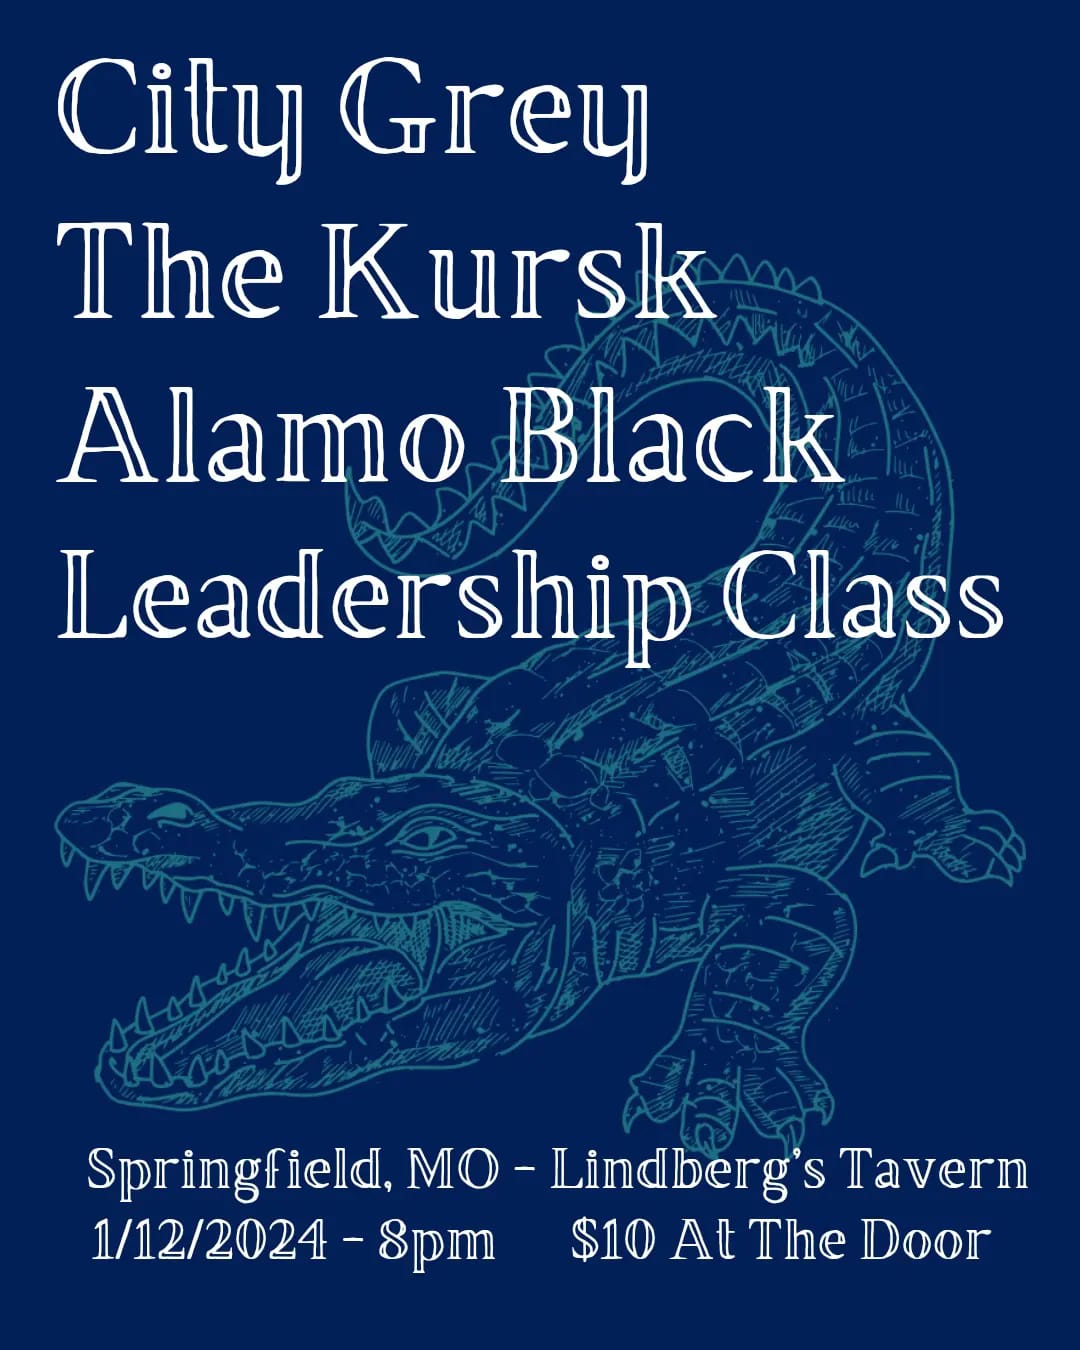 City Grey
The Kursk
Alamo Black
Leadership Class
Springfield, MO - Lindberg's Tavern
1/12/2024 - 8pm $10 At The Door